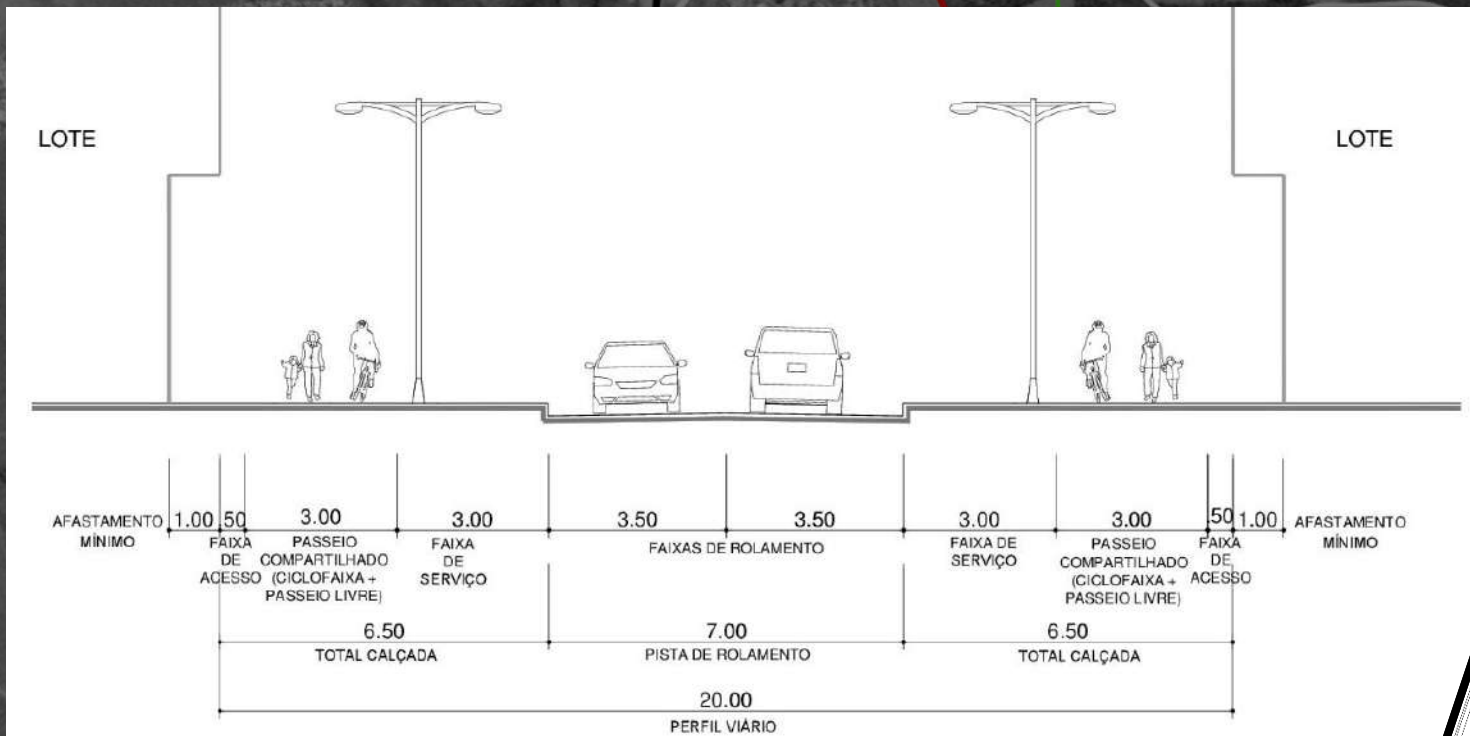 LOTE
LOTE
1.00
.50
3.00
3.00
3.50
3.50
3.00
3.00
.50
1.00
AFASTAMENTO
MÍNIMO
FAIXA
DE
ACESSO
PASSEIO
COMPARTILHADO
(CICLOFAIXA +
PASSEIO LIVRE)
FAIXA
DE
SERVIÇO
FAIXAS DE ROLAMENTO
FAIXA DE
SERVIÇO
PASSEIO
COMPARTILHADO
(CICLOFAIXA +
PASSEIO LIVRE)
FAIXA
DE
ACESSO
AFASTAMENTO
MÍNIMO
6.50
TOTAL CALÇADA
7.00
PISTA DE ROLAMENTO
6.50
TOTAL CALÇADA
20.00
PERFIL VIÁRIO